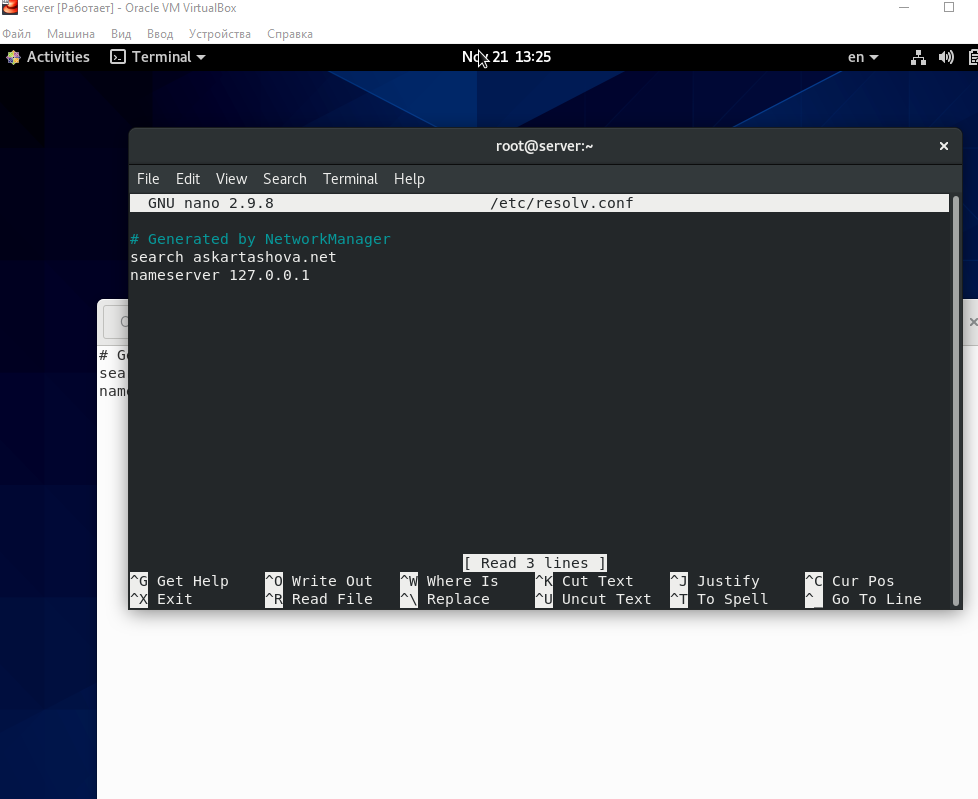 server [Работает] - Oracle VM VirtualBox
Файл Машина Вид Ввод Устройства Справка
Activities Terminal Nov 21 13:25 en
root@server:~
File Edit View Search Terminal Help
GNU nano 2.9.8 /etc/resolv.conf
# Generated by NetworkManager
search askartashova.net
nameserver 127.0.0.1
# G
sea
nam
[ Read 3 lines ]
^G Get Help ^O Write Out ^W Where Is ^K Cut Text ^J Justify ^C Cur Pos
^X Exit ^R Read File ^\ Replace ^U Uncut Text ^T To Spell ^_ Go To Line